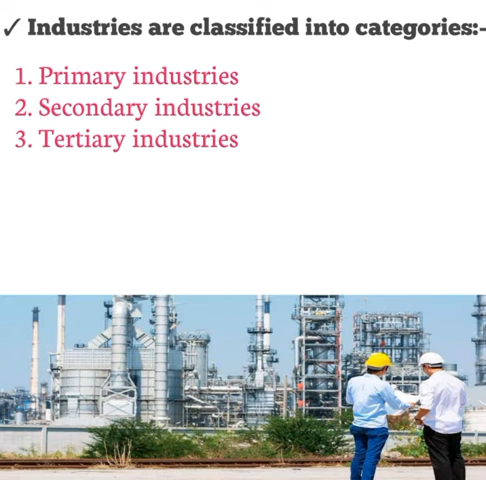 ✓ Industries are classified into categories:-
1. Primary industries
2. Secondary industries
3. Tertiary industries